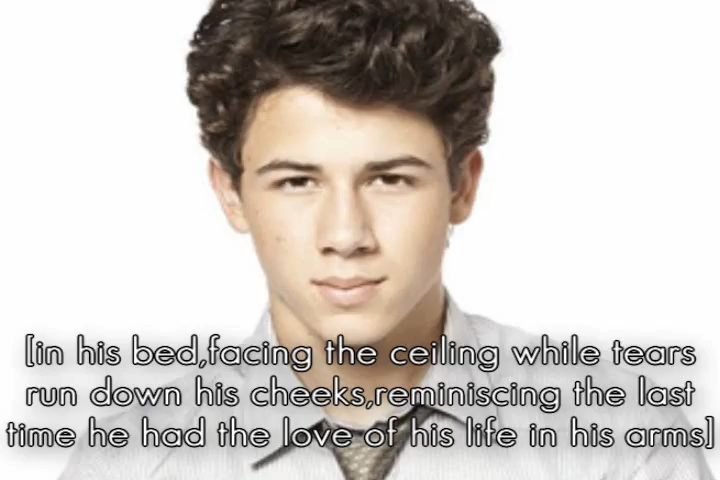 [in his bed,facing the ceiling while tears
run down his cheeks,reminiscing the last
time he had the love of his life in his arms]